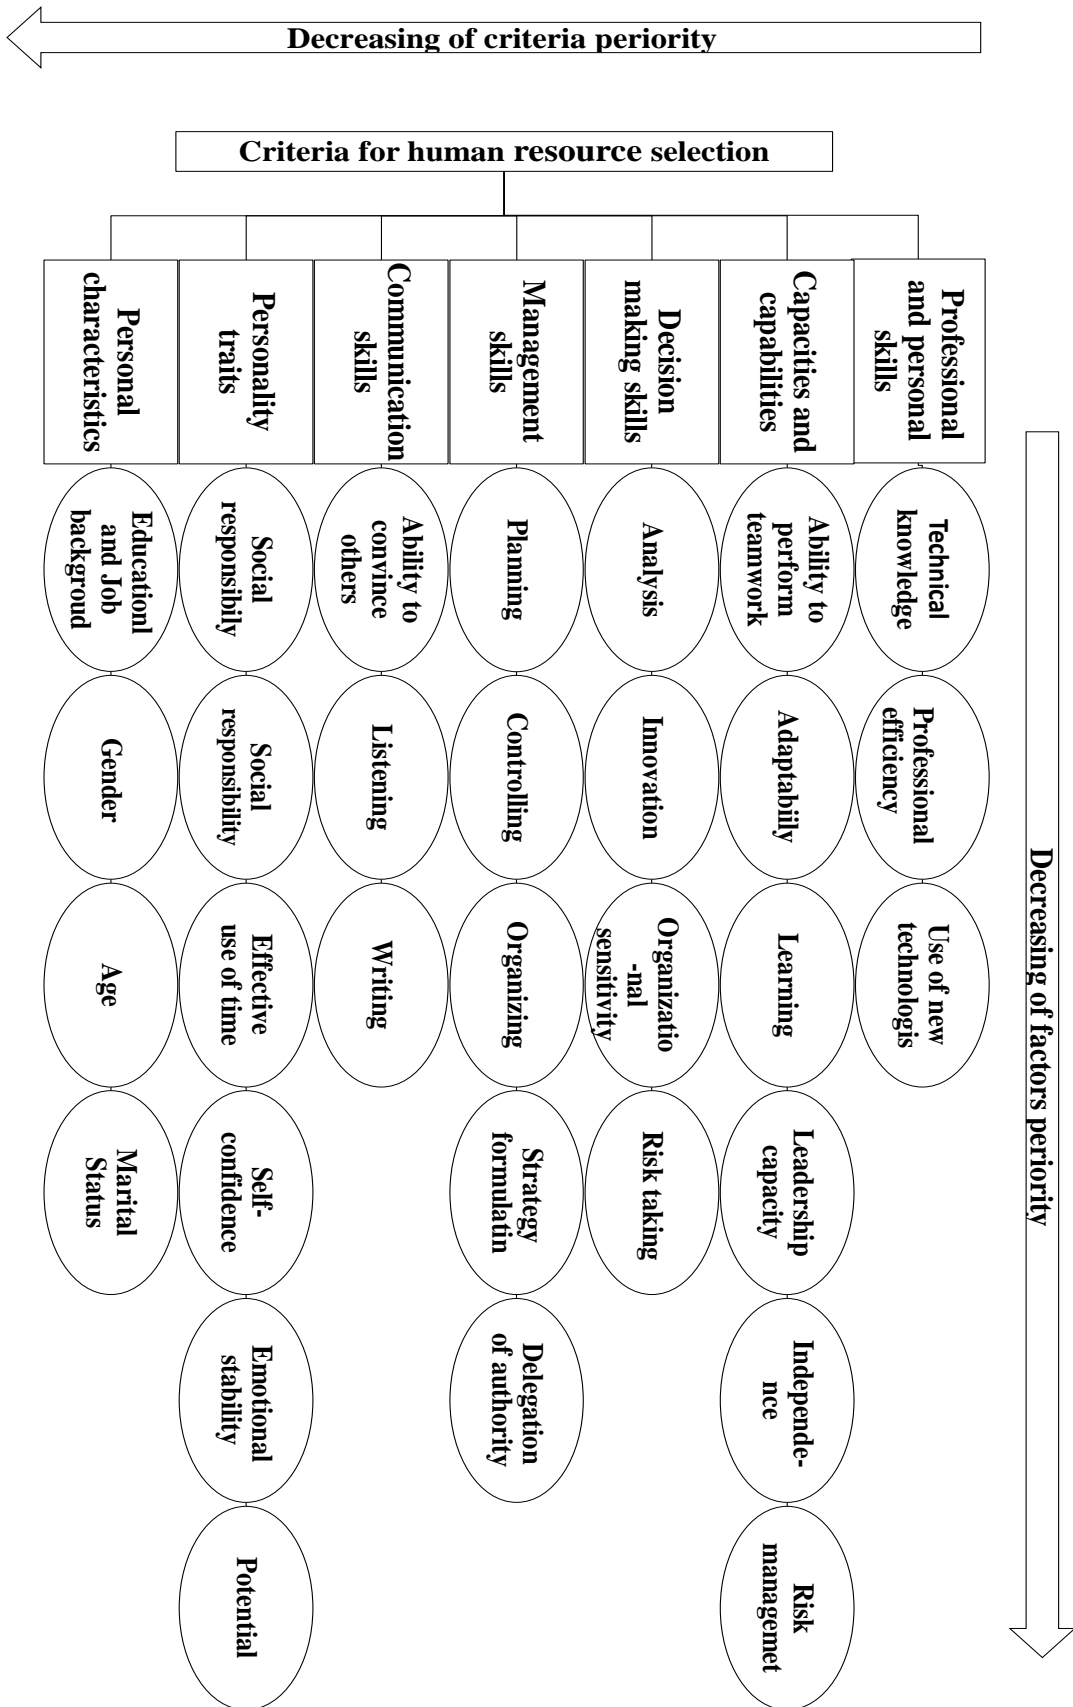 Decreasing of criteria periority
Criteria for human resource selection
Personal
characteristics
Personality
traits
Communication
skills
Management
skills
Decision
making skills
Capacities and
capabilities
Professional
and personal
skills
Educationl
and Job
backgroud
Social
responsibily
Ability to
convince
others
Planning
Analysis
Ability to
perform
teamwork
Technical
knowledge
Gender
Social
responsibility
Listening
Controlling
Innovation
Adaptabiily
Professional
efficiency
Age
Effective
use of time
Writing
Organizing
Organizatio
-nal
sensitivity
Learning
Use of new
technologis
Marital
Status
Self-
confidence
Strategy
formulatin
Risk taking
Leadership
capacity
Emotional
stability
Delegation
of authority
Independe-
nce
Potential
Risk
managemet
Decreasing of factors periority